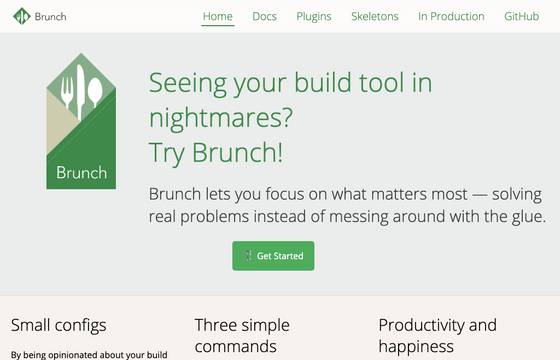 Brunch
Home Docs Plugins Skeletons In Production GitHub
Seeing your build tool in
nightmares?
Try Brunch!
Brunch
Brunch lets you focus on what matters most — solving
real problems instead of messing around with the glue.
Get Started
Small configs
Three simple
commands
Productivity and
happiness
By being opinionated about your build